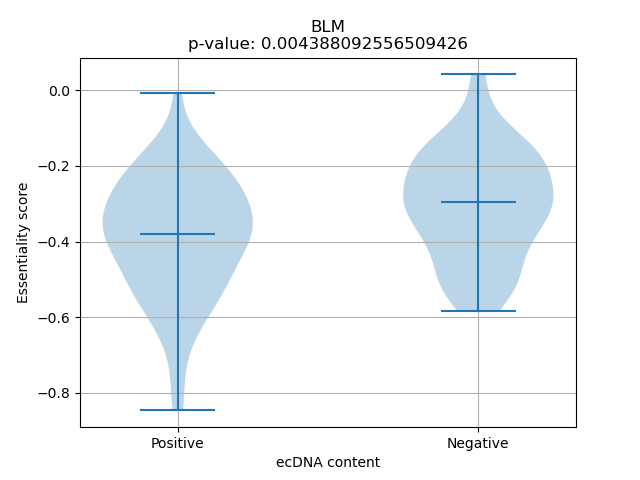 BLM
p-value: 0.004388092556509426
0.0
−0.2
−0.4
−0.6
−0.8
Essentiality score
Positive
Negative
ecDNA content